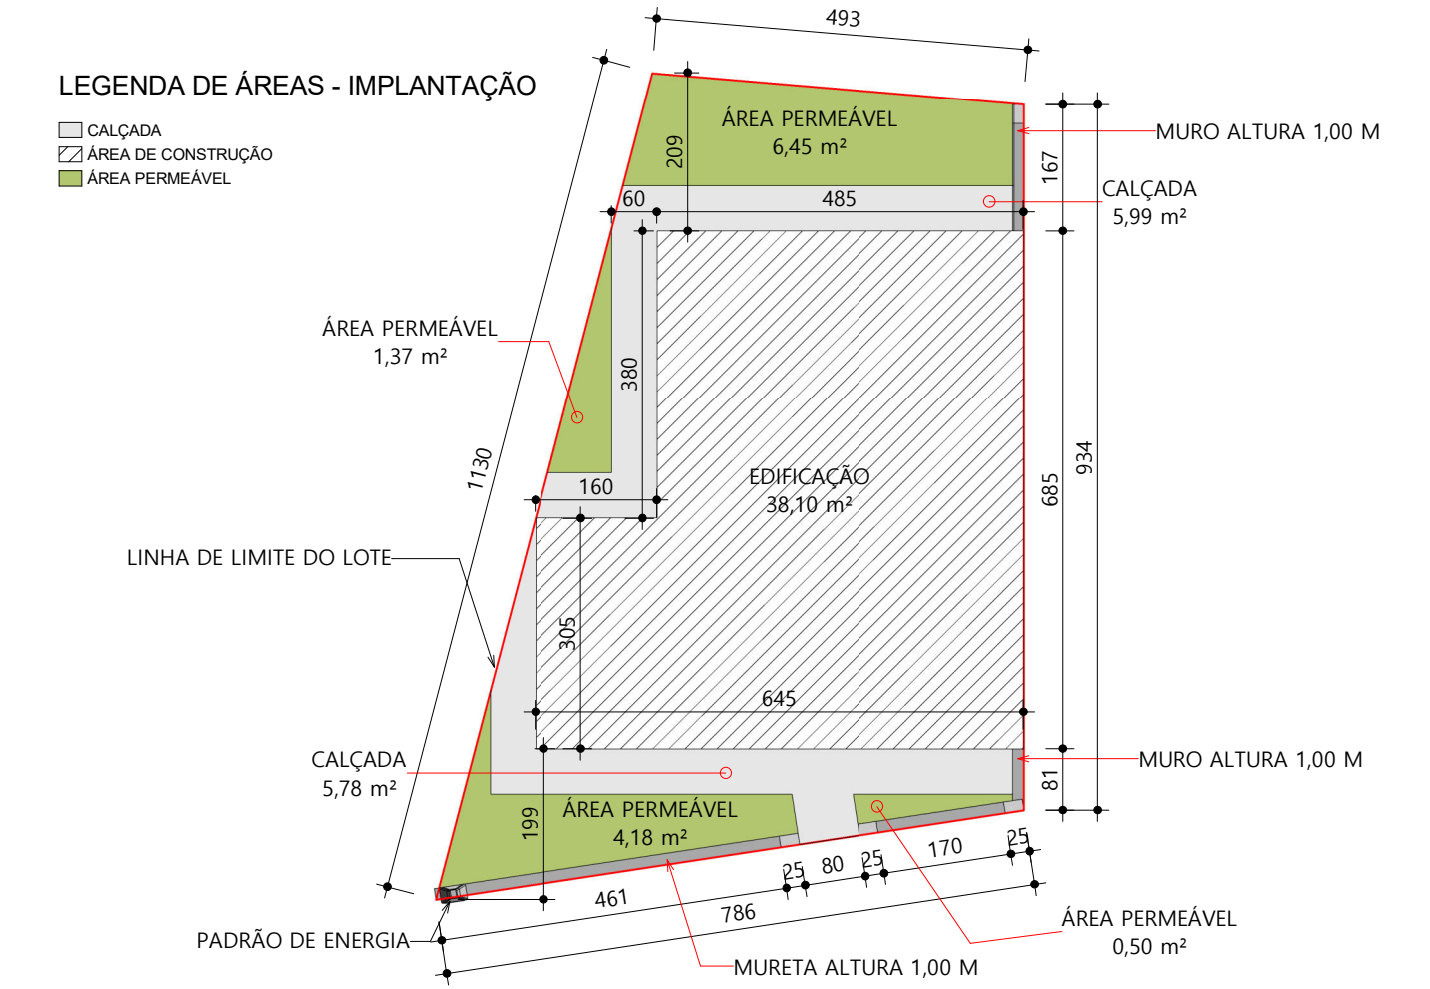 493
LEGENDA DE ÁREAS - IMPLANTAÇÃO
CALÇADA
ÁREA DE CONSTRUÇÃO
ÁREA PERMEÁVEL
ÁREA PERMEÁVEL
6,45 m²
209
MURO ALTURA 1,00 M
167
CALÇADA
5,99 m²
60
485
ÁREA PERMEÁVEL
1,37 m²
380
1130
934
685
160
EDIFICAÇÃO
38,10 m²
LINHA DE LIMITE DO LOTE
305
645
CALÇADA
5,78 m²
MURO ALTURA 1,00 M
81
199
ÁREA PERMEÁVEL
4,18 m²
25
80
25
170
25
461
786
ÁREA PERMEÁVEL
0,50 m²
PADRÃO DE ENERGIA
MURETA ALTURA 1,00 M